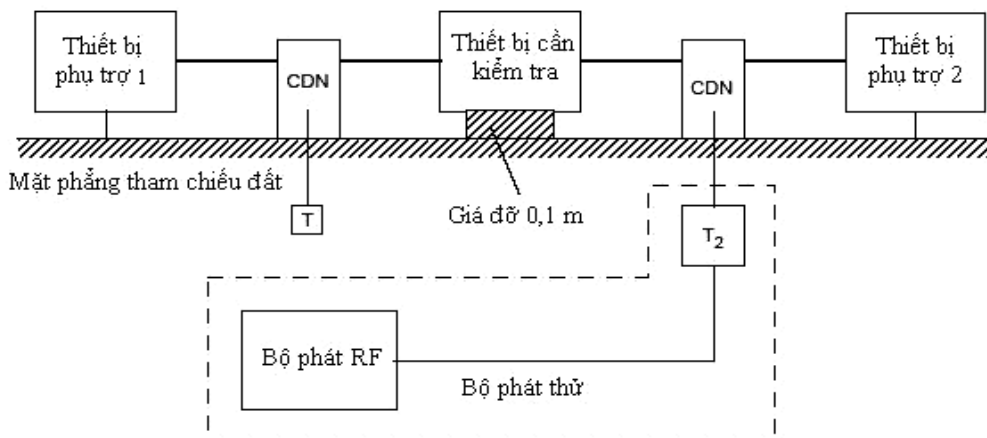 Thiết bị
phụ trợ 1
CDN
Thiết bị cần
kiểm tra
CDN
Thiết bị
phụ trợ 2
Mặt phẳng tham chiếu đất
T
Giá đỡ 0,1 m
T₂
Bộ phát RF
Bộ phát thử